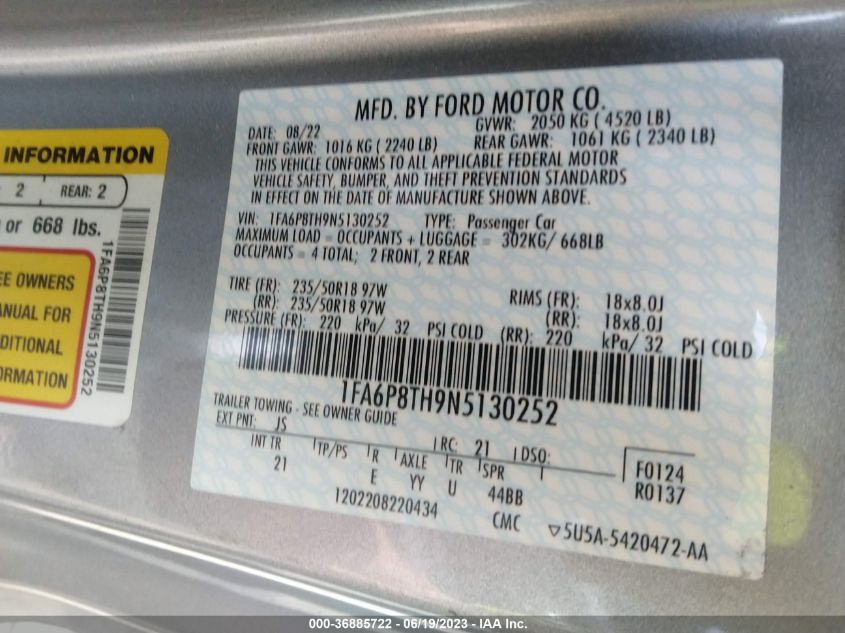 MFD. BY FORD MOTOR CO.
DATE: 08/22 GVWR: 2050 KG ( 4520 LB)
FRONT GAWR: 1016 KG ( 2240 LB) REAR GAWR: 1061 KG ( 2340 LB)
THIS VEHICLE CONFORMS TO ALL APPLICABLE FEDERAL MOTOR
VEHICLE SAFETY, BUMPER, AND THEFT PREVENTION STANDARDS
IN EFFECT ON THE DATE OF MANUFACTURE SHOWN ABOVE.
VIN: 1FA6P8TH9N5130252 TYPE: Passenger Car
MAXIMUM LOAD = OCCUPANTS + LUGGAGE = 302KG/ 668LB
OCCUPANTS = 4 TOTAL; 2 FRONT, 2 REAR
TIRE (FR): 235/50R18 97W RIMS (FR): 18x8.0J
(RR): 235/50R18 97W (RR): 18x8.0J
PRESSURE (FR): 220 kPa/ 32 PSI COLD (RR): 220 kPa/ 32 PSI COLD
1FA6P8TH9N5130252
TRAILER TOWING - SEE OWNER GUIDE
EXT PNT: JS RC: 21 DSO:
INT TR TP/PS R AXLE TR SPR
21 E YY U 44BB
F0124
R0137
1202208220434 CMC ▽5U5A-5420472-AA
INFORMATION
: 2 REAR: 2
or 668 lbs.
EE OWNERS
ANUAL FOR
DITIONAL
ORMATION
1FA6P8TH9N5130252
000-36885722 - 06/19/2023 - IAA Inc.